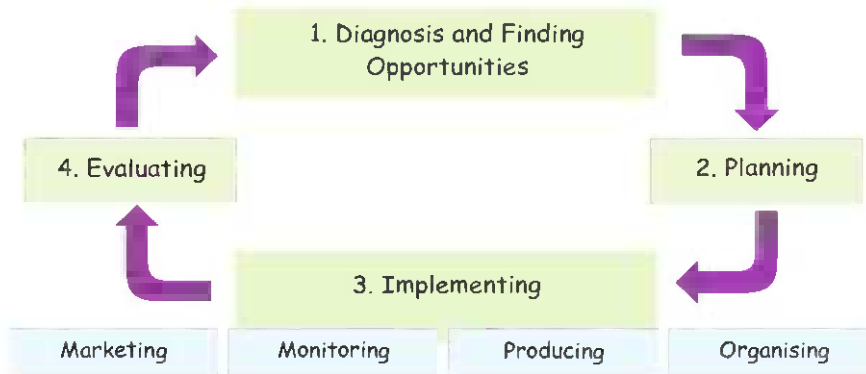 1. Diagnosis and Finding
Opportunities
4. Evaluating
2. Planning
3. Implementing
Marketing
Monitoring
Producing
Organising